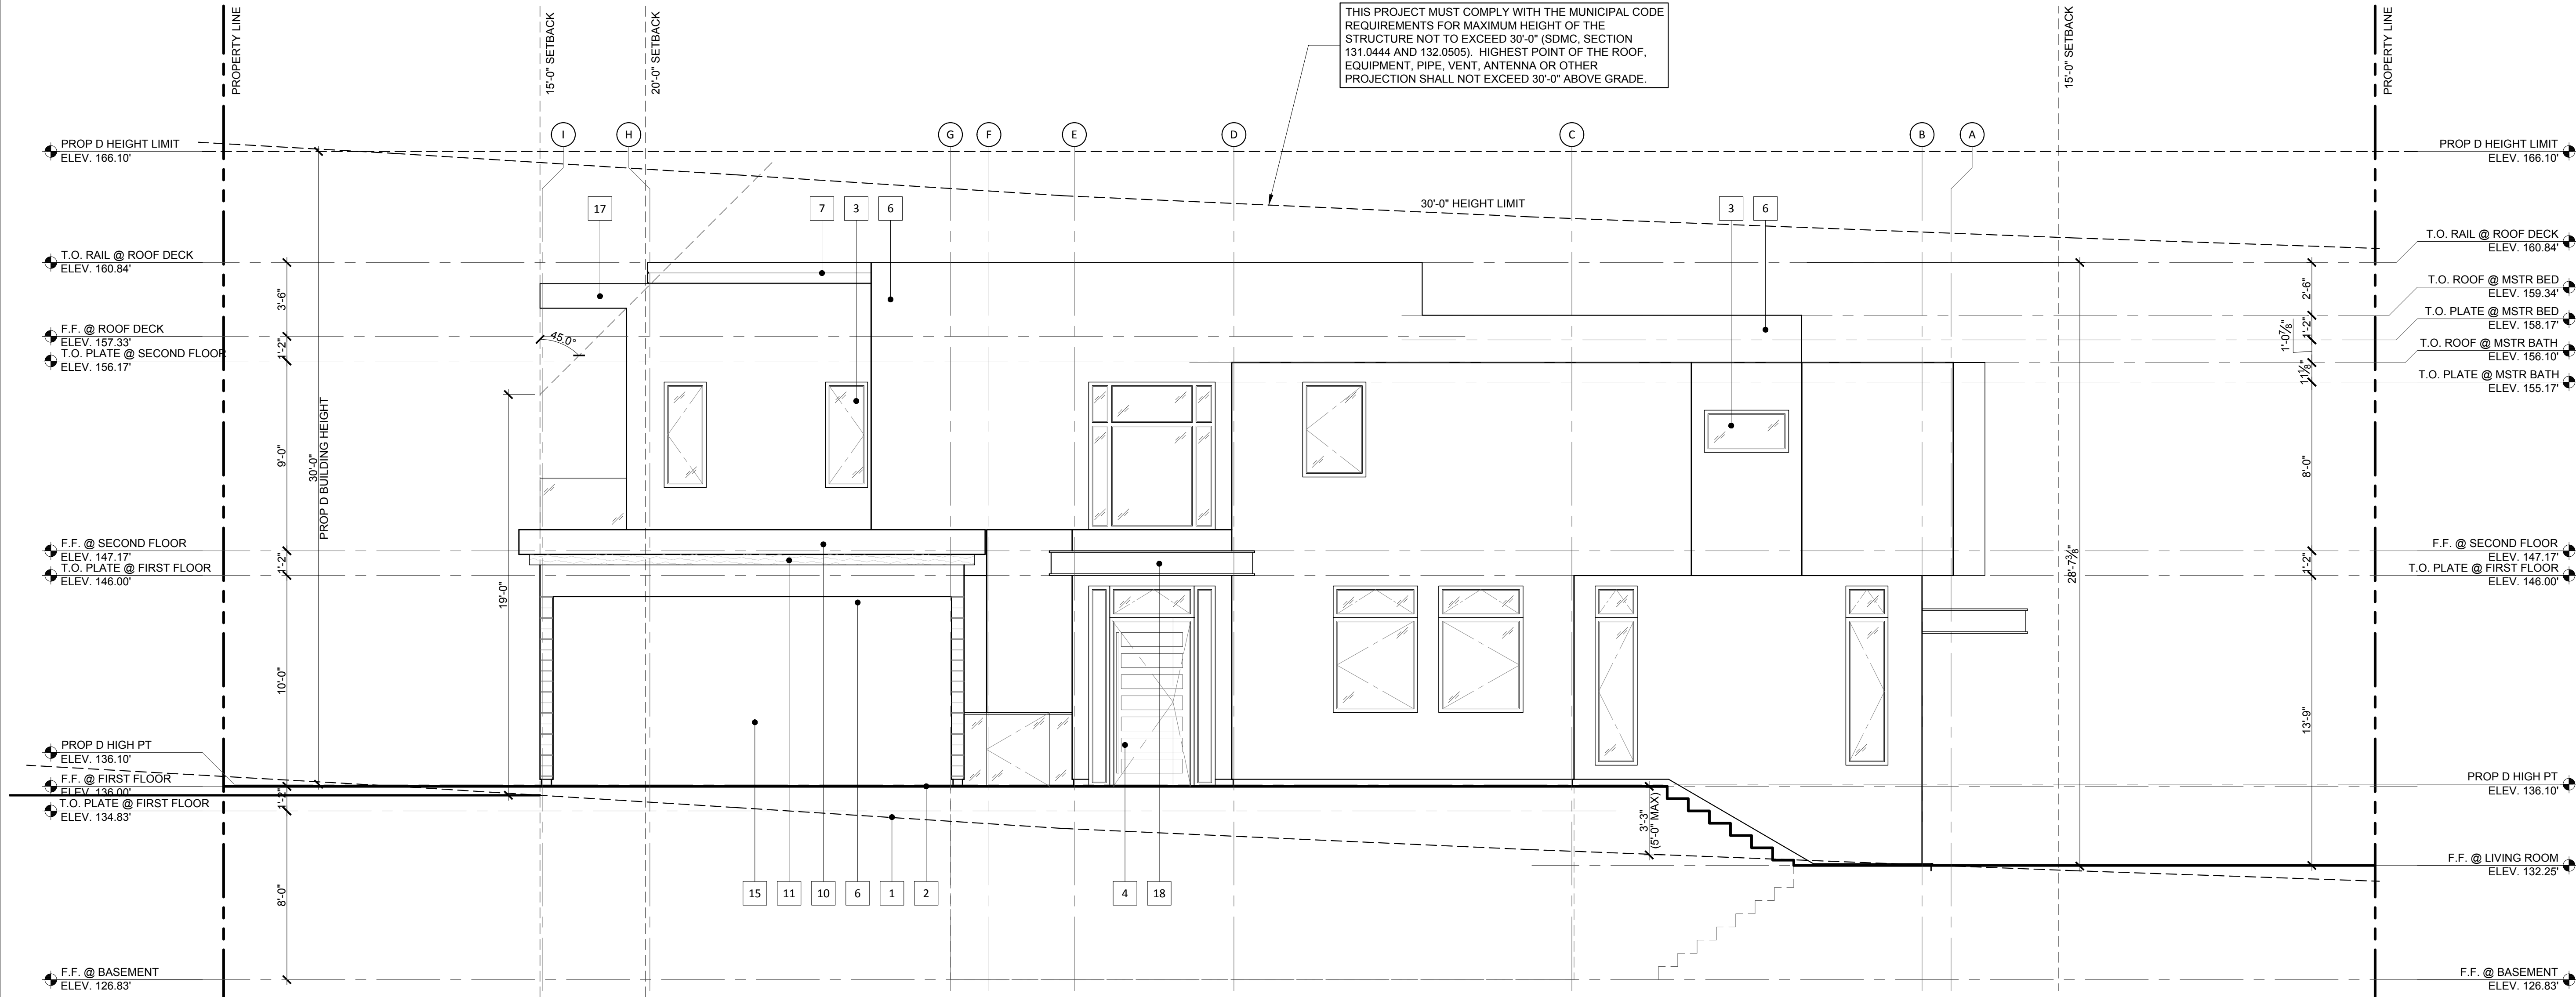 PROPERTY LINE
15'-0" SETBACK
20'-0" SETBACK
THIS PROJECT MUST COMPLY WITH THE MUNICIPAL CODE
REQUIREMENTS FOR MAXIMUM HEIGHT OF THE
STRUCTURE NOT TO EXCEED 30'-0" (SDMC, SECTION
131.0444 AND 132.0505). HIGHEST POINT OF THE ROOF,
EQUIPMENT, PIPE, VENT, ANTENNA OR OTHER
PROJECTION SHALL NOT EXCEED 30'-0" ABOVE GRADE.
15'-0" SETBACK
PROPERTY LINE
I
H
G
F
E
D
C
B
A
PROP D HEIGHT LIMIT
ELEV. 166.10'
T.O. RAIL @ ROOF DECK
ELEV. 160.84'
F.F. @ ROOF DECK
ELEV. 157.33'
T.O. PLATE @ SECOND FLOOR
ELEV. 156.17'
F.F. @ SECOND FLOOR
ELEV. 147.17'
T.O. PLATE @ FIRST FLOOR
ELEV. 146.00'
PROP D HIGH PT
ELEV. 136.10'
F.F. @ FIRST FLOOR
ELEV. 136.00'
T.O. PLATE @ FIRST FLOOR
ELEV. 134.83'
F.F. @ BASEMENT
ELEV. 126.83'
3'-6"
1'-2"
9'-0"
1'-2"
10'-0"
1'-2"
8'-0"
30'-0"
PROP D BUILDING HEIGHT
19'-0"
45.0°
17
7
3
6
30'-0" HEIGHT LIMIT
3
6
15
11
10
6
1
2
4
18
3'-3"
(5'-0" MAX)
28'-7⅜"
2'-6"
1'-2"
1'-0⅞"
11⅛"
8'-0"
1'-2"
13'-9"
PROP D HEIGHT LIMIT
ELEV. 166.10'
T.O. RAIL @ ROOF DECK
ELEV. 160.84'
T.O. ROOF @ MSTR BED
ELEV. 159.34'
T.O. PLATE @ MSTR BED
ELEV. 158.17'
T.O. ROOF @ MSTR BATH
ELEV. 156.10'
T.O. PLATE @ MSTR BATH
ELEV. 155.17'
F.F. @ SECOND FLOOR
ELEV. 147.17'
T.O. PLATE @ FIRST FLOOR
ELEV. 146.00'
PROP D HIGH PT
ELEV. 136.10'
F.F. @ LIVING ROOM
ELEV. 132.25'
F.F. @ BASEMENT
ELEV. 126.83'